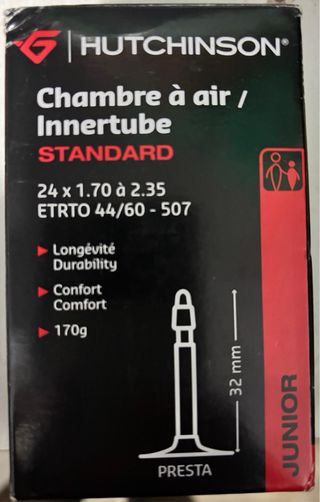 HUTCHINSON®
Chambre à air /
Innertube
STANDARD
24 x 1.70 à 2.35
ETRTO 44/60 - 507
Longévité
Durability
Confort
Comfort
170g
32 mm
PRESTA
JUNIOR